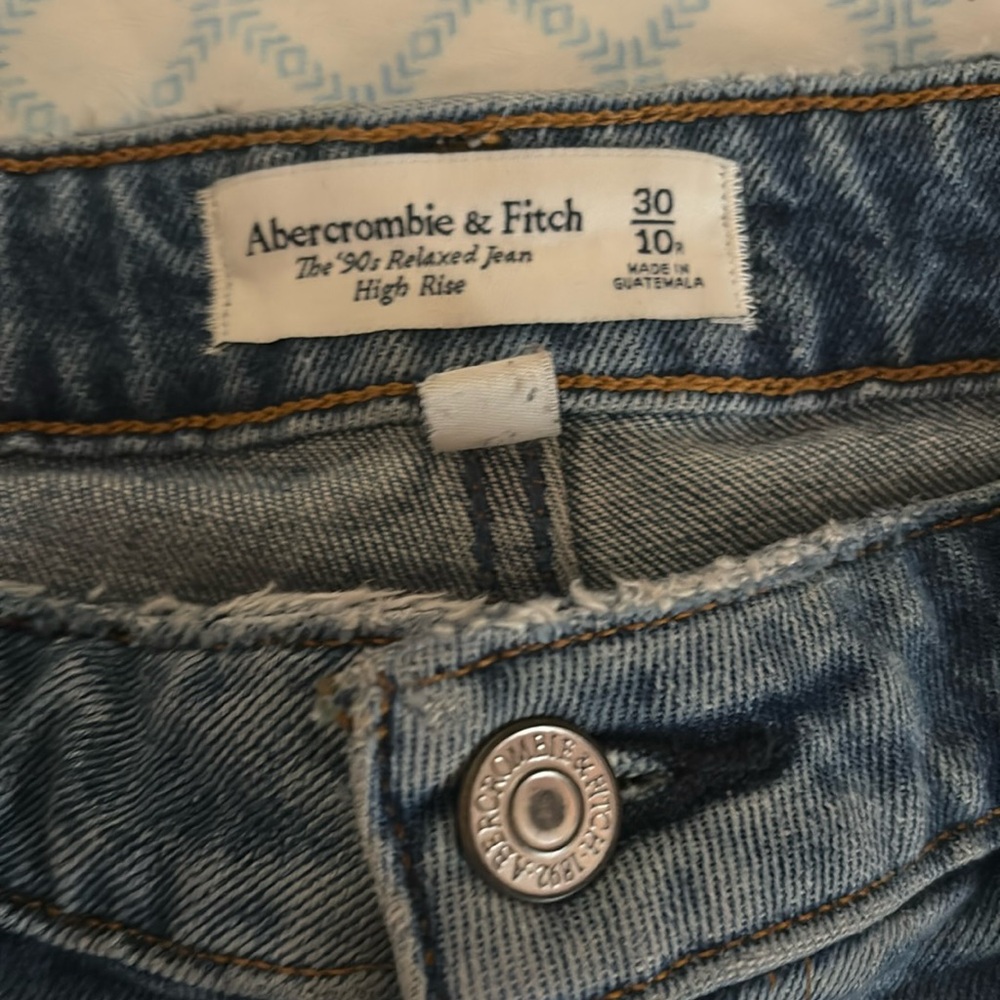 Abercrombie & Fitch
The '90s Relaxed Jean
High Rise
30
10R
MADE IN
GUATEMALA
ABERCROMBIE & FITCH · 1892 ·